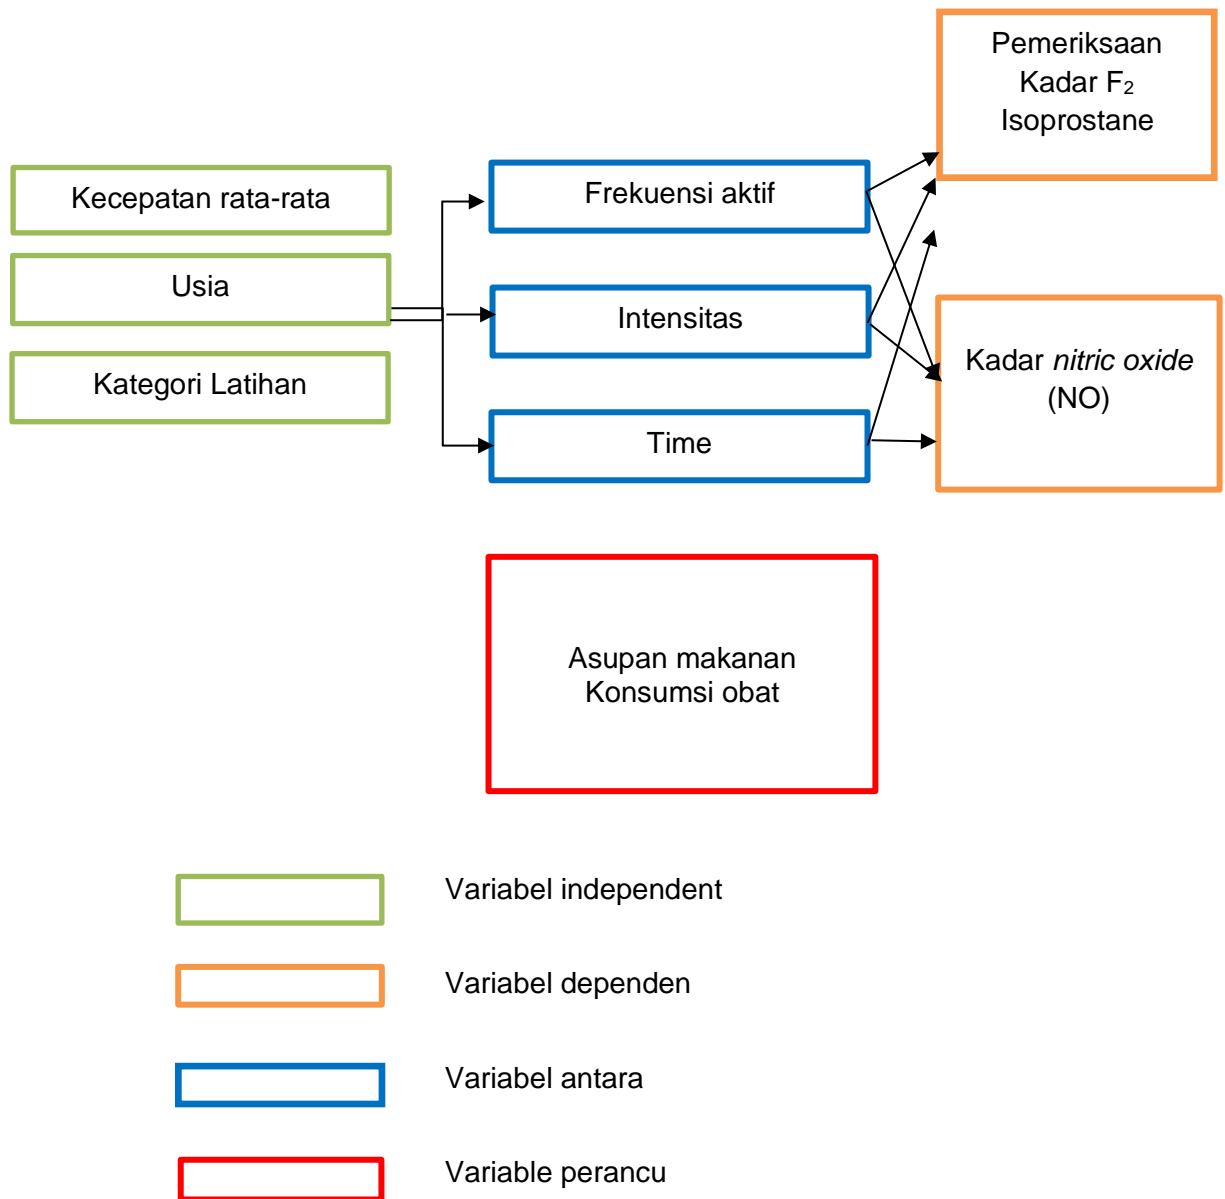 Pemeriksaan
Kadar F₂
Isoprostane
Kecepatan rata-rata
Frekuensi aktif
Usia
Intensitas
Kategori Latihan
Kadar nitric oxide
(NO)
Time
Asupan makanan
Konsumsi obat
Variabel independent
Variabel dependen
Variabel antara
Variable perancu